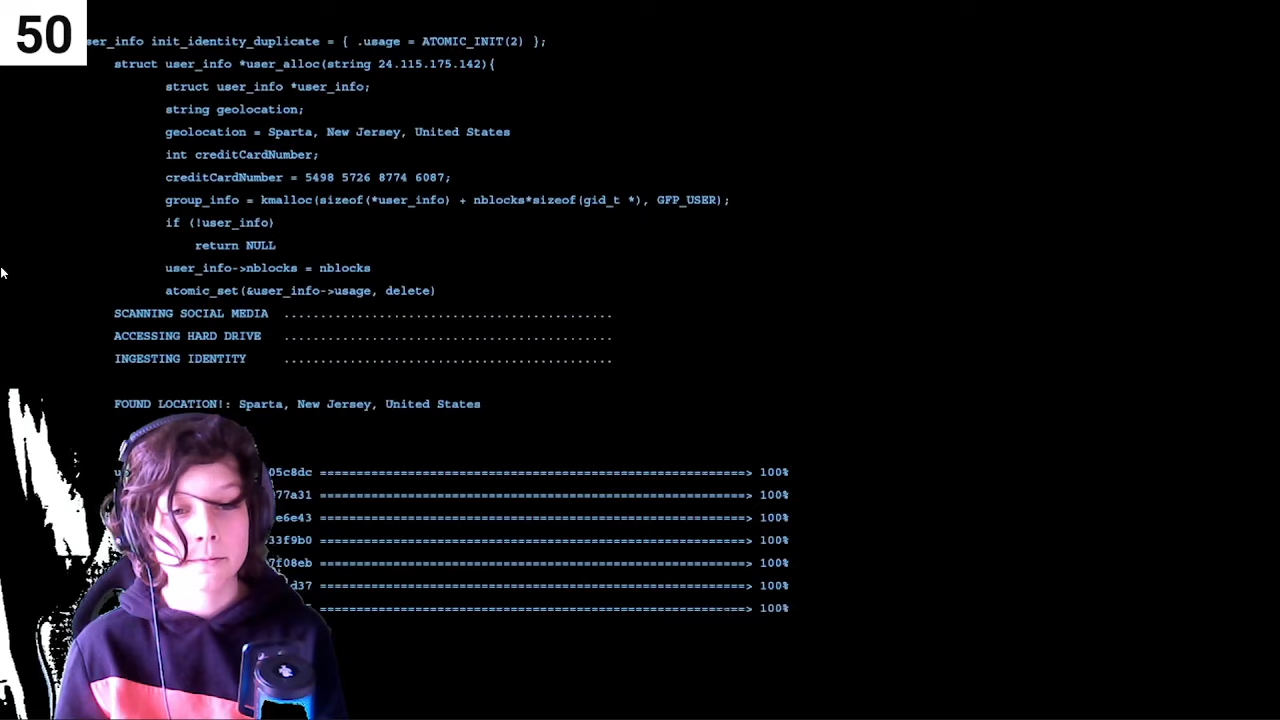 50
ser_info init_identity_duplicate = { .usage = ATOMIC_INIT(2) };
struct user_info *user_alloc(string 24.115.175.142){
struct user_info *user_info;
string geolocation;
geolocation = Sparta, New Jersey, United States
int creditCardNumber;
creditCardNumber = 5498 5726 8774 6087;
group_info = kmalloc(sizeof(*user_info) + nblocks*sizeof(gid_t *), GFP_USER);
if (!user_info)
return NULL
user_info->nblocks = nblocks
atomic_set(&user_info->usage, delete)
SCANNING SOCIAL MEDIA .............................................
ACCESSING HARD DRIVE .............................................
INGESTING IDENTITY .............................................
FOUND LOCATION!: Sparta, New Jersey, United States
05c8dc ==========================================================> 100%
77a31 ==========================================================> 100%
e6e43 ==========================================================> 100%
33f9b0 ==========================================================> 100%
7f08eb ==========================================================> 100%
d37 ==========================================================> 100%
==========================================================> 100%